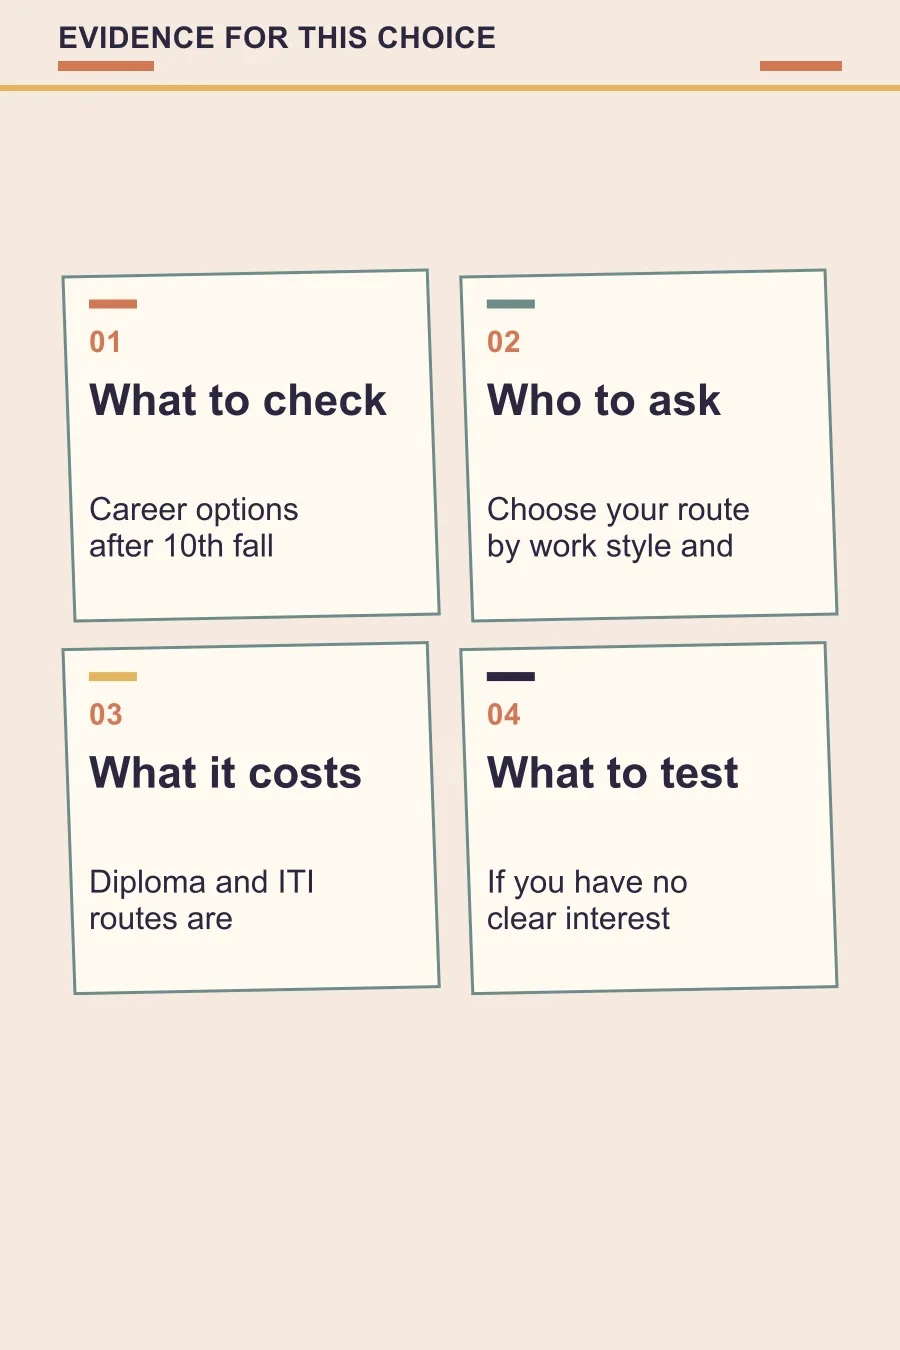 EVIDENCE FOR THIS CHOICE
01
What to check
Career options
after 10th fall
02
Who to ask
Choose your route
by work style and
03
What it costs
Diploma and ITI
routes are
04
What to test
If you have no
clear interest